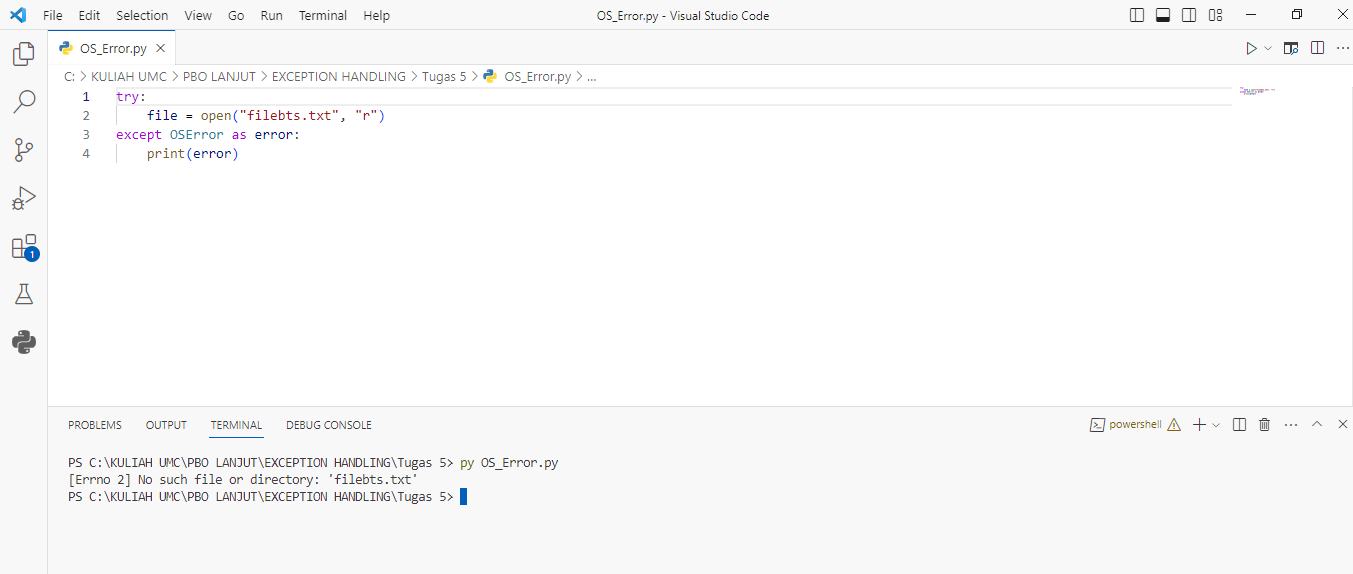 File Edit Selection View Go Run Terminal Help OS_Error.py - Visual Studio Code
OS_Error.py
C: > KULIAH UMC > PBO LANJUT > EXCEPTION HANDLING > Tugas 5 > OS_Error.py > ...
1 try:
2     file = open("filebts.txt", "r")
3 except OSError as error:
4     print(error)
1
PROBLEMS OUTPUT TERMINAL DEBUG CONSOLE powershell
PS C:\KULIAH UMC\PBO LANJUT\EXCEPTION HANDLING\Tugas 5> py OS_Error.py
[Errno 2] No such file or directory: 'filebts.txt'
PS C:\KULIAH UMC\PBO LANJUT\EXCEPTION HANDLING\Tugas 5>